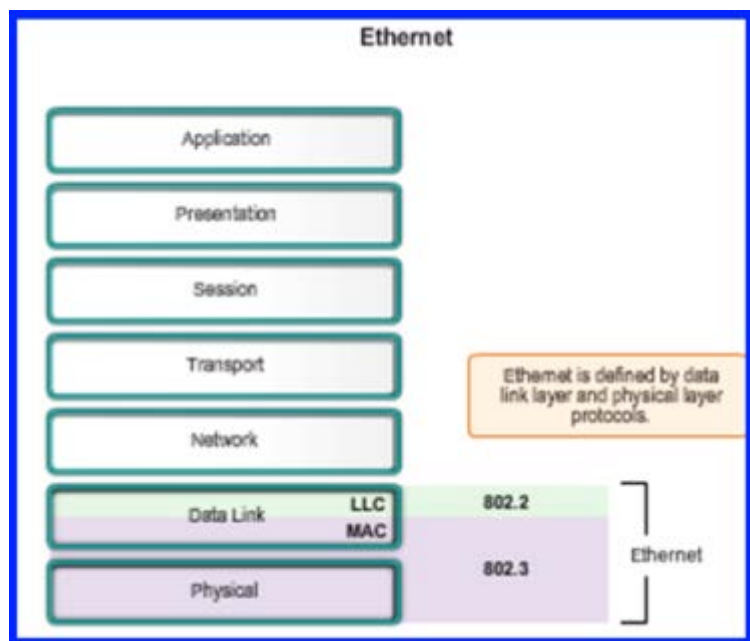 Ethernet
Application
Presentation
Session
Transport
Ethernet is defined by data
link layer and physical layer
protocols.
Network
Data Link
LLC
MAC
802.2
802.3
Ethernet
Physical